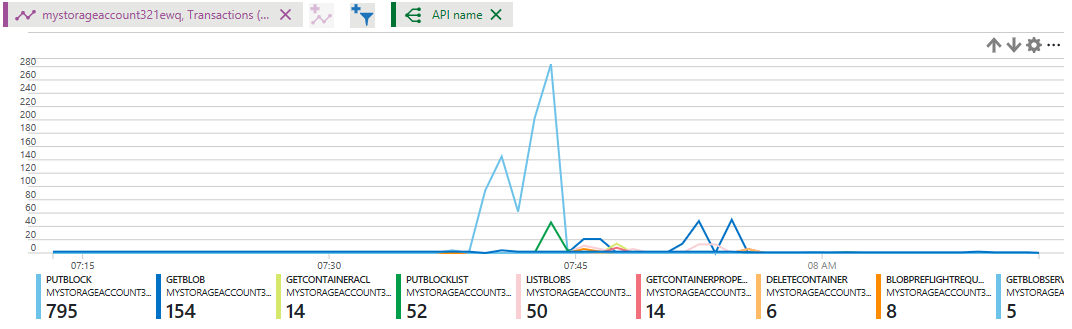 mystorageaccount321ewq, Transactions (...
API name
280
260
240
220
200
180
160
140
120
100
80
60
40
20
0
07:15
07:30
07:45
08 AM
PUTBLOCK
MYSTORAGEACCOUNT3...
795
GETBLOB
MYSTORAGEACCOUNT3...
154
GETCONTAINERACL
MYSTORAGEACCOUNT3...
14
PUTBLOCKLIST
MYSTORAGEACCOUNT3...
52
LISTBLOBS
MYSTORAGEACCOUNT3...
50
GETCONTAINERPROPE...
MYSTORAGEACCOUNT3...
14
DELETECONTAINER
MYSTORAGEACCOUNT3...
6
BLOBPREFLIGHTREQU...
MYSTORAGEACCOUNT3...
8
GETBLOBSERV
MYSTORAGEA
5